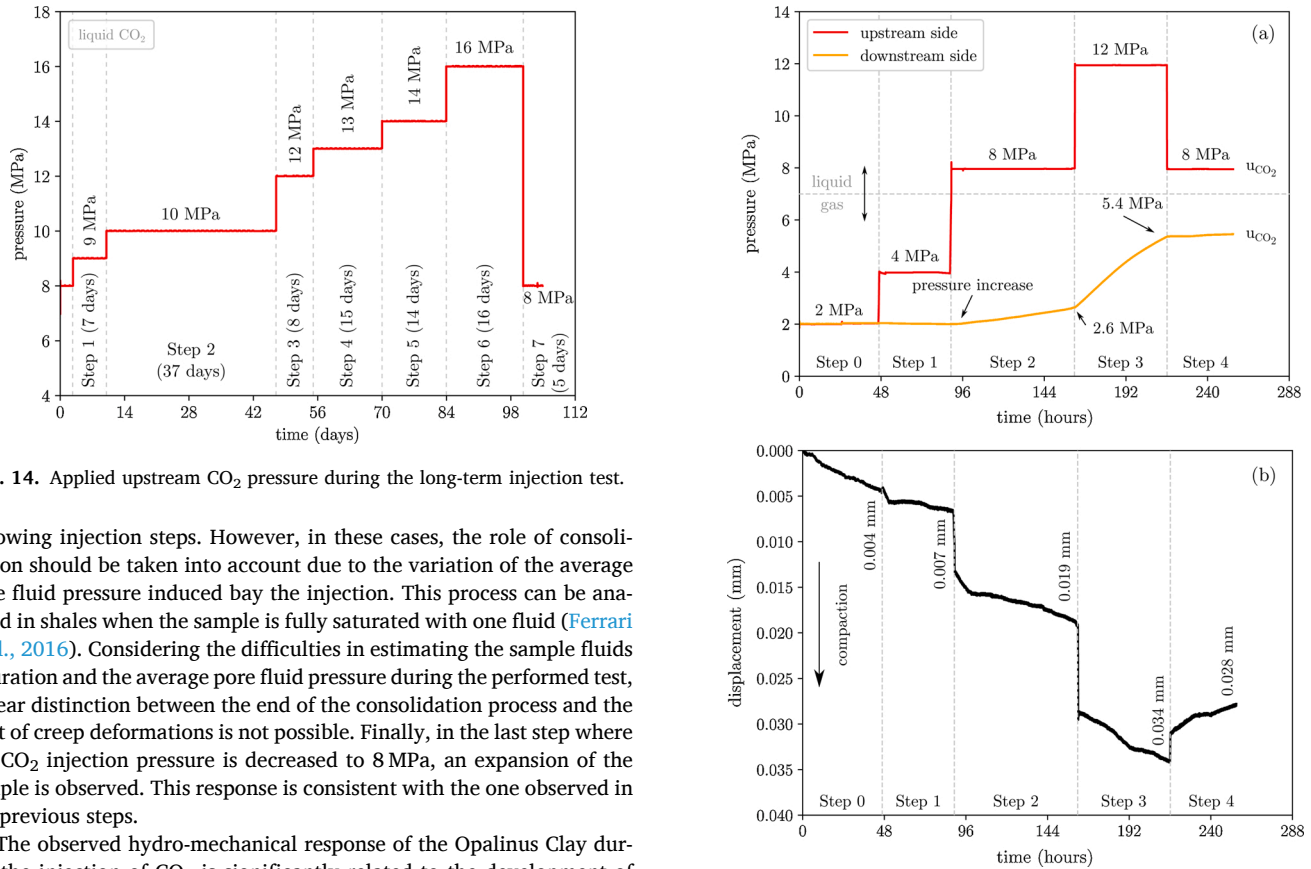 18
16
14
12
10
8
6
4
pressure (MPa)
liquid CO₂
9 MPa
10 MPa
12 MPa
13 MPa
14 MPa
16 MPa
8 MPa
Step 1 (7 days)
Step 2
(37 days)
Step 3 (8 days)
Step 4 (15 days)
Step 5 (14 days)
Step 6 (16 days)
Step 7
(5 days)
0 14 28 42 56 70 84 98 112
time (days)
. 14. Applied upstream CO₂ pressure during the long-term injection test.
owing injection steps. However, in these cases, the role of consoli-
on should be taken into account due to the variation of the average
e fluid pressure induced bay the injection. This process can be ana-
d in shales when the sample is fully saturated with one fluid (Ferrari
l., 2016). Considering the difficulties in estimating the sample fluids
uration and the average pore fluid pressure during the performed test,
ear distinction between the end of the consolidation process and the
t of creep deformations is not possible. Finally, in the last step where
CO₂ injection pressure is decreased to 8 MPa, an expansion of the
ple is observed. This response is consistent with the one observed in
previous steps.
The observed hydro-mechanical response of the Opalinus Clay dur-
the injection of CO₂ is significantly related to the development of
14
12
10
8
6
4
2
0
pressure (MPa)
upstream side
downstream side
(a)
12 MPa
8 MPa
8 MPa
u_CO₂
liquid
gas
5.4 MPa
u_CO₂
4 MPa
pressure increase
2 MPa
2.6 MPa
Step 0 Step 1 Step 2 Step 3 Step 4
0 48 96 144 192 240 288
time (hours)
0.000
0.005
0.010
0.015
0.020
0.025
0.030
0.035
0.040
displacement (mm)
(b)
compaction
0.004 mm
0.007 mm
0.019 mm
0.034 mm
0.028 mm
Step 0 Step 1 Step 2 Step 3 Step 4
0 48 96 144 192 240 288
time (hours)